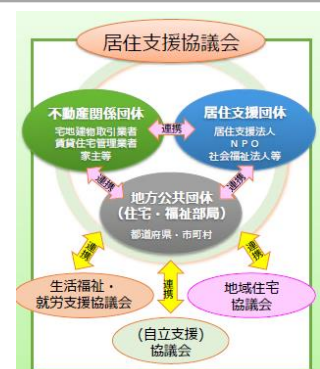 居住支援協議会
不動産関係団体
宅地建物取引業者
賃貸住宅管理業者
家主等
連携
居住支援団体
居住支援法人
NPO
社会福祉法人等
連携
連携
地方公共団体
(住宅・福祉部局)
都道府県・市町村
連携
連携
連携
生活福祉・
就労支援協議会
(自立支援)
協議会
地域住宅
協議会